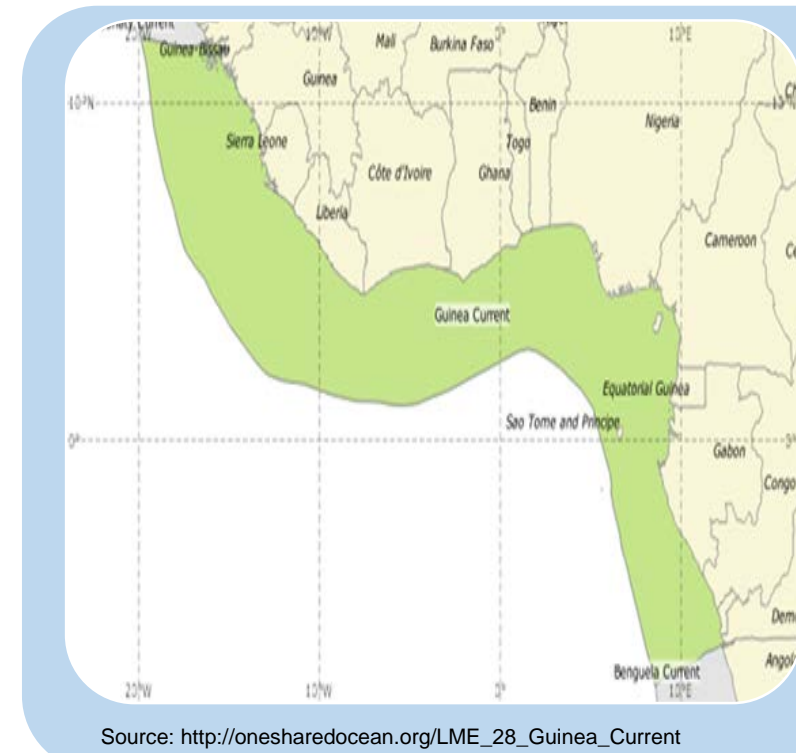 Guinea-Bissau
Mali
Burkina Faso
Guinea
Benin
Nigeria
10°N
Sierra Leone
Togo
Côte d'Ivoire
Ghana
Liberia
Cameroon
Guinea Current
Equatorial Guinea
Sao Tome and Principe
0°
Gabon
Congo
Benguela Current
20°W
10°W
0°
10°E
Source: http://onesharedocean.org/LME_28_Guinea_Current